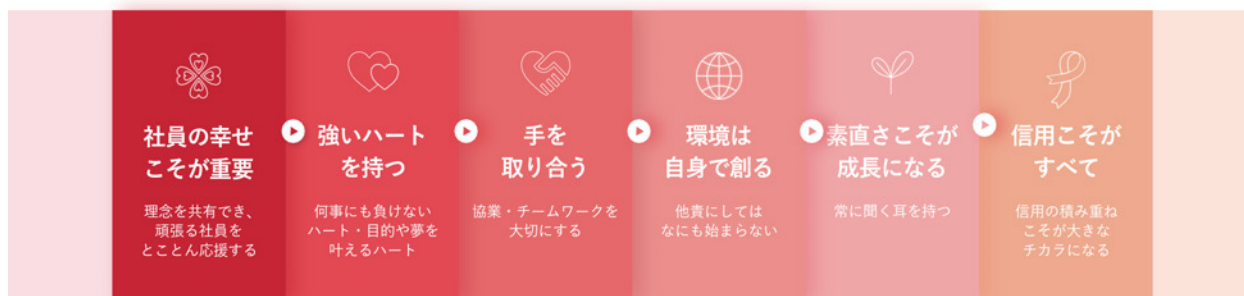 社員の幸せ
こそが重要
理念を共有でき、
頑張る社員を
とことん応援する
強いハート
を持つ
何事にも負けない
ハート・目的や夢を
叶えるハート
手を
取り合う
協業・チームワークを
大切にする
環境は
自身で創る
他責にしては
なにも始まらない
素直さこそが
成長になる
常に聞く耳を持つ
信用こそが
すべて
信用の積み重ね
こそが大きな
チカラになる